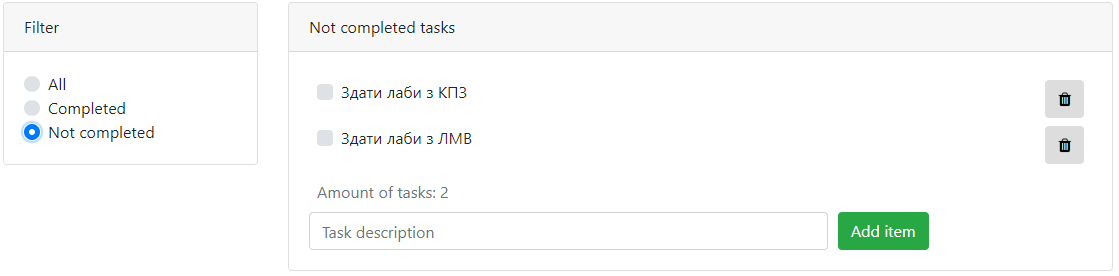 Filter
All
Completed
Not completed
Not completed tasks
Здати лаби з КПЗ
Здати лаби з ЛМВ
Amount of tasks: 2
Task description
Add item